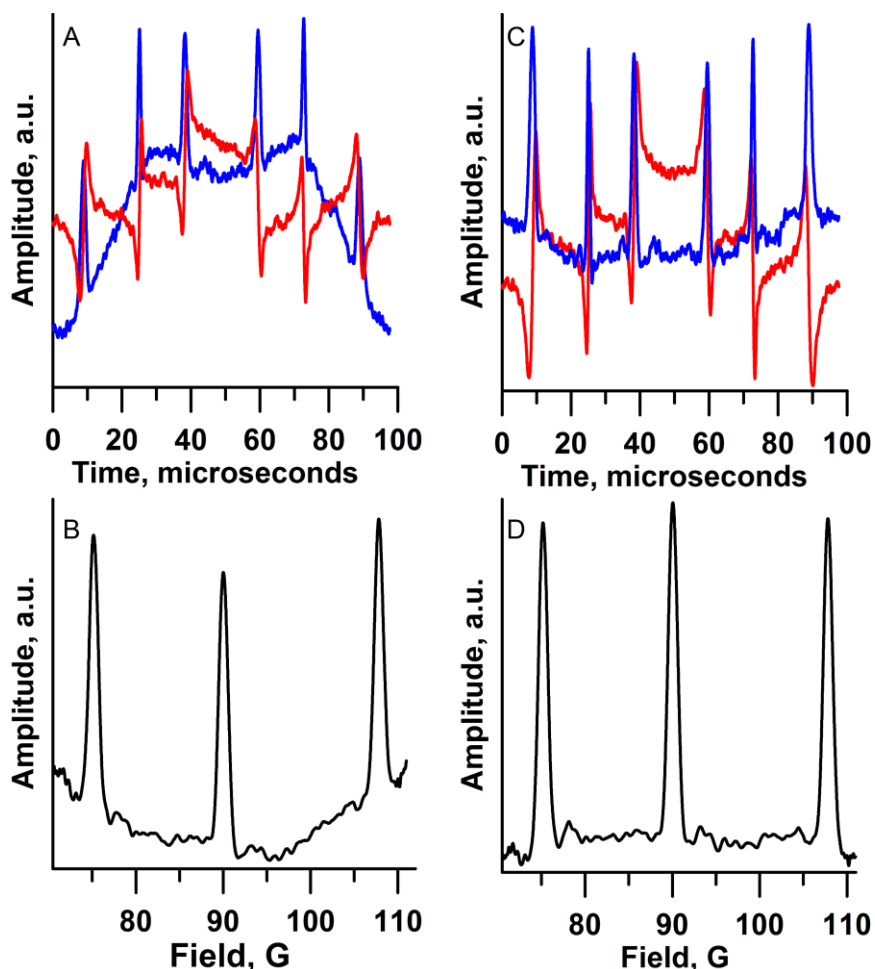 A
Amplitude, a.u.
0 20 40 60 80 100
Time, microseconds
C
Amplitude, a.u.
0 20 40 60 80 100
Time, microseconds
B
Amplitude, a.u.
80 90 100 110
Field, G
D
Amplitude, a.u.
80 90 100 110
Field, G